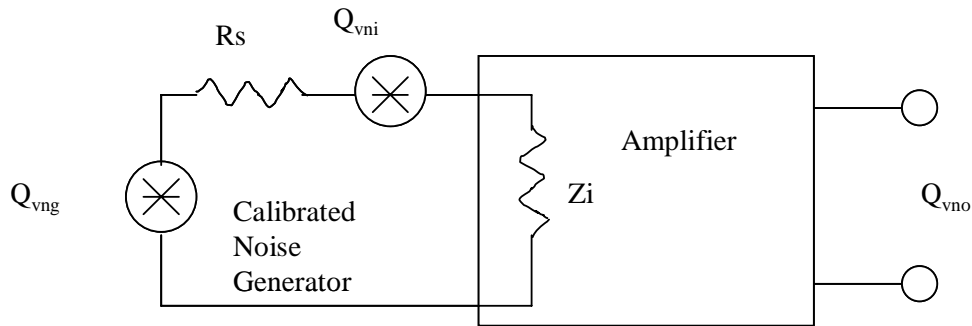 Q_vni
Rs
Amplifier
Q_vng
Zi
Q_vno
Calibrated
Noise
Generator